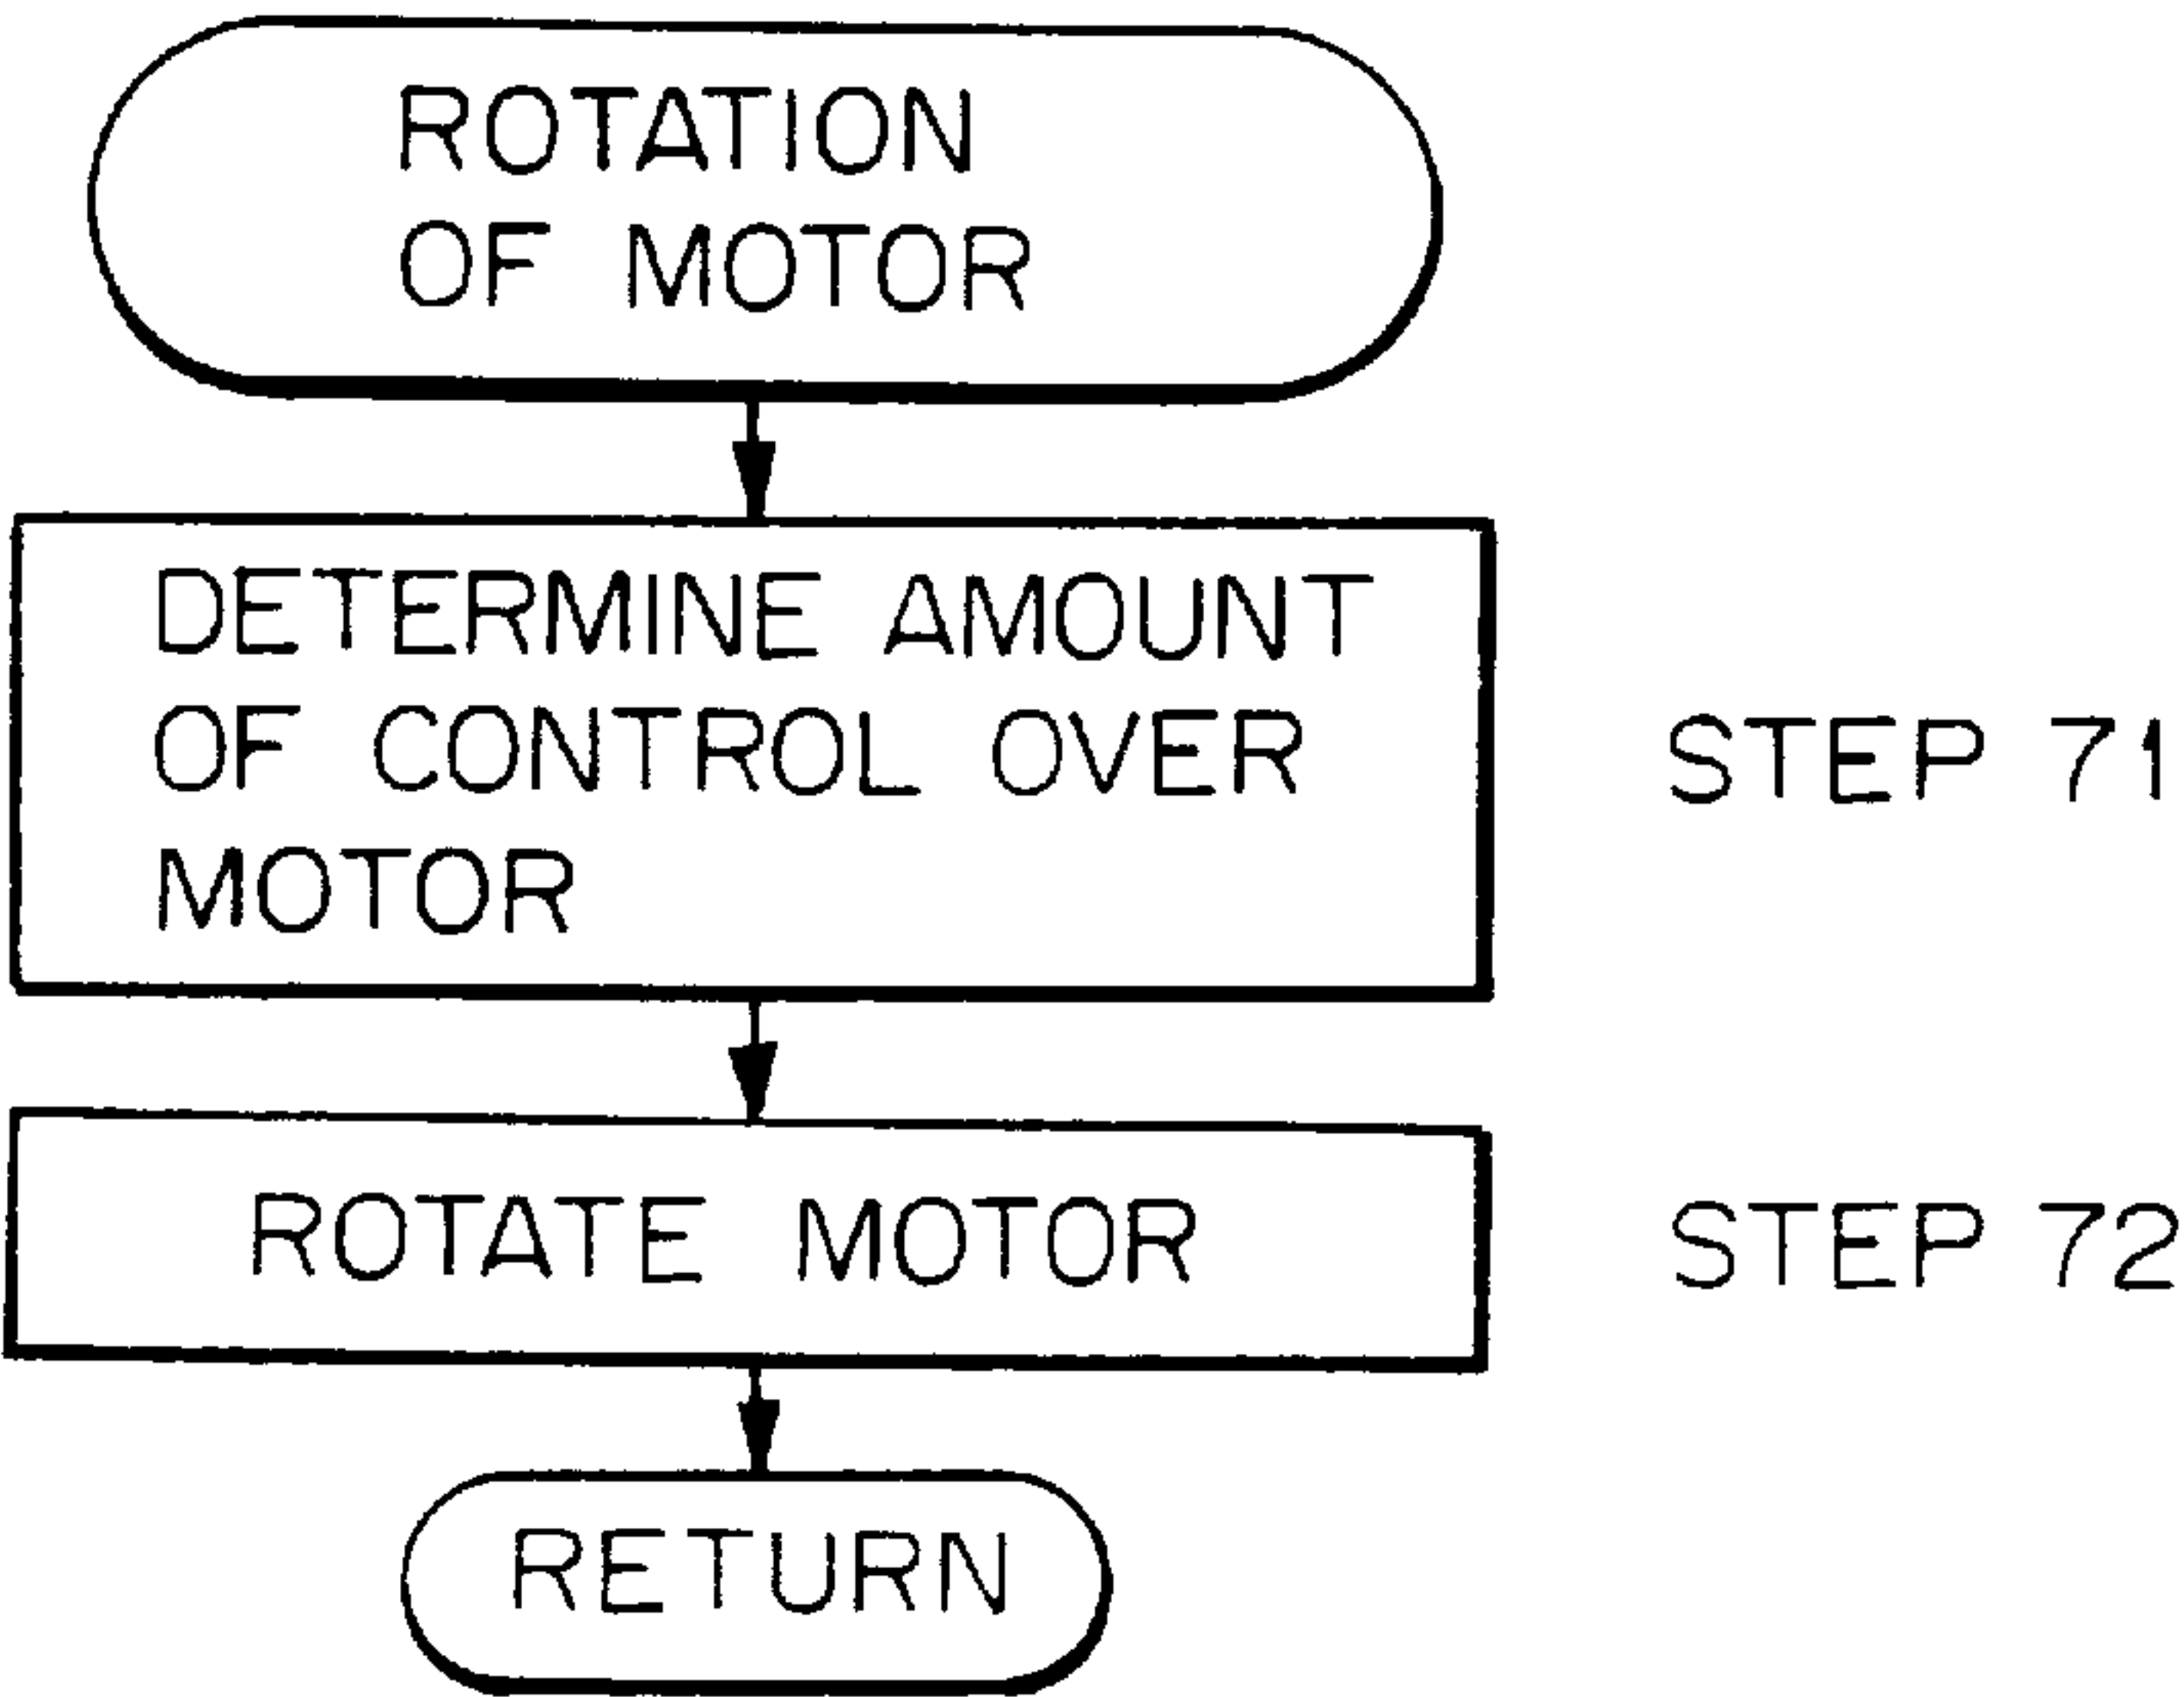 ROTATION
OF MOTOR
DETERMINE AMOUNT
OF CONTROL OVER
MOTOR
STEP 71
ROTATE MOTOR
STEP 72
RETURN